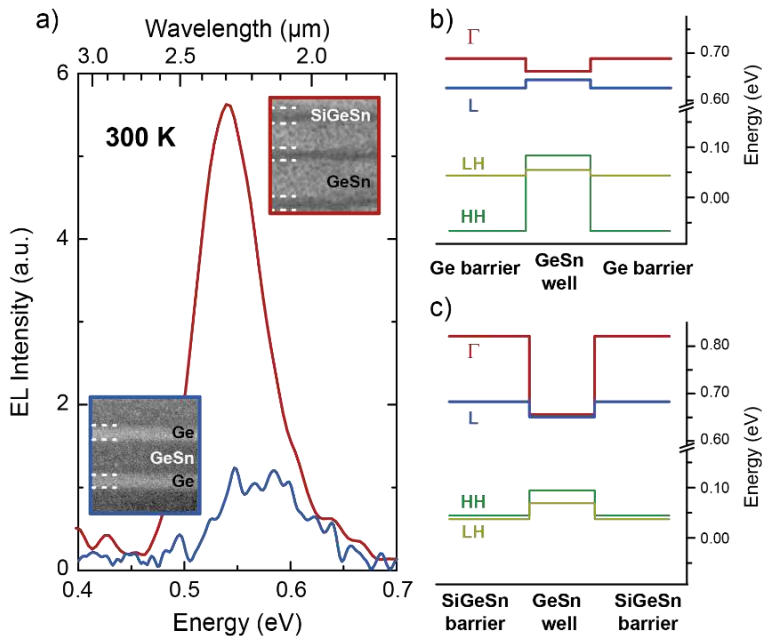 a)
Wavelength (μm)
3.0 2.5 2.0
6
4
2
0
EL Intensity (a.u.)
300 K
SiGeSn
GeSn
Ge
GeSn
Ge
0.4 0.5 0.6 0.7
Energy (eV)
b)
Γ
L
LH
HH
0.70
0.60
0.10
0.00
Energy (eV)
Ge barrier GeSn Ge barrier
well
c)
Γ
L
HH
LH
0.80
0.70
0.60
0.10
0.00
Energy (eV)
SiGeSn GeSn SiGeSn
barrier well barrier